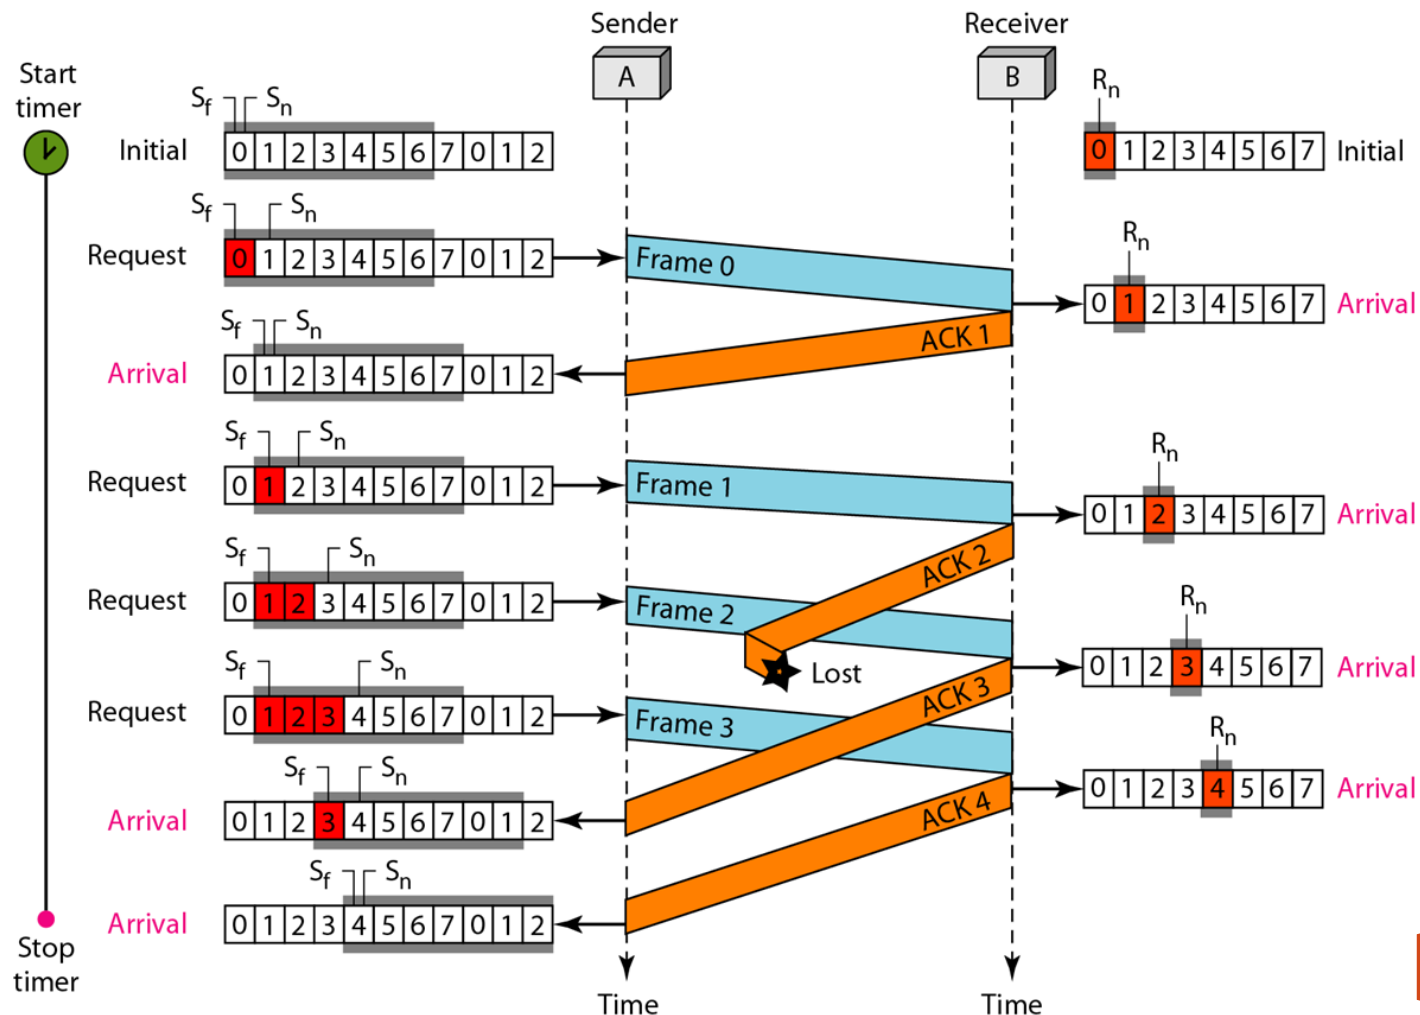 Sender
Receiver
A
B
Start
timer
Sf Sn
Rn
Initial
0 1 2 3 4 5 6 7 0 1 2
0 1 2 3 4 5 6 7
Initial
Sf Sn
Request
0 1 2 3 4 5 6 7 0 1 2
Frame 0
Rn
0 1 2 3 4 5 6 7
Arrival
Sf Sn
ACK 1
Arrival
0 1 2 3 4 5 6 7 0 1 2
Sf Sn
Request
0 1 2 3 4 5 6 7 0 1 2
Frame 1
Rn
0 1 2 3 4 5 6 7
Arrival
Sf Sn
ACK 2
Request
0 1 2 3 4 5 6 7 0 1 2
Frame 2
Rn
Lost
0 1 2 3 4 5 6 7
Arrival
Sf Sn
ACK 3
Request
0 1 2 3 4 5 6 7 0 1 2
Frame 3
Rn
0 1 2 3 4 5 6 7
Arrival
Sf Sn
ACK 4
Arrival
0 1 2 3 4 5 6 7 0 1 2
Sf Sn
Arrival
0 1 2 3 4 5 6 7 0 1 2
Stop
timer
Time
Time